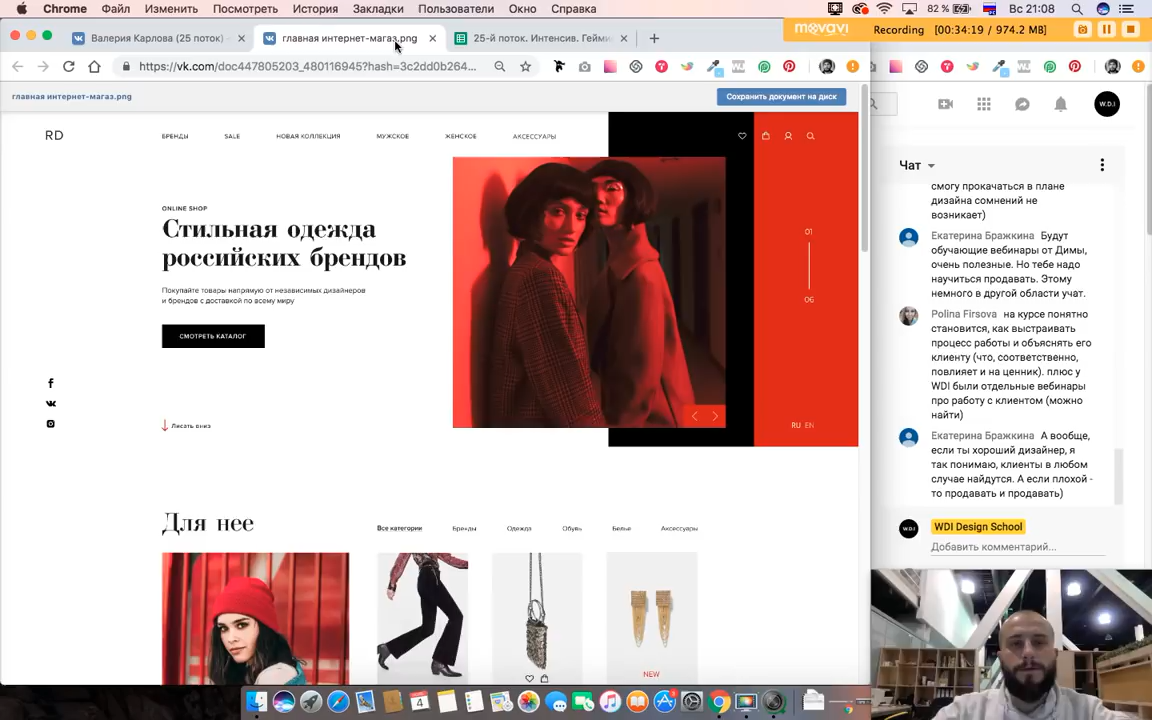 Chrome Файл Изменить Посмотреть История Закладки Пользователи Окно Справка 82 % Вс 21:08
Валерия Карлова (25 поток)
главная интернет-магаз.png
25-й поток. Интенсив. Гейми
movavi Recording 00:34:19 / 974.2 MB
https://vk.com/doc447805203_480116945?hash=3c2dd0b264...
главная интернет-магаз.png
Сохранить документ на диск
RD
БРЕНДЫ SALE НОВАЯ КОЛЛЕКЦИЯ МУЖСКОЕ ЖЕНСКОЕ АКСЕССУАРЫ
ONLINE SHOP
Стильная одежда
российских брендов
Покупайте товары напрямую от независимых дизайнеров
и брендов с доставкой по всему миру
СМОТРЕТЬ КАТАЛОГ
Листать вниз
01
06
RU EN
Для нее
Все категории Бренды Одежда Обувь Белье Аксессуары
NEW
W.D.I
Чат
смогу прокачаться в плане
дизайна сомнений не
возникает)
Екатерина Бражкина Будут
обучающие вебинары от Димы,
очень полезные. Но тебе надо
научиться продавать. Этому
немного в другой области учат.
Polina Firsova на курсе понятно
становится, как выстраивать
процесс работы и объяснять его
клиенту (что, соответственно,
повлияет и на ценник). плюс у
WDI были отдельные вебинары
про работу с клиентом (можно
найти)
Екатерина Бражкина А вообще,
если ты хороший дизайнер, я
так понимаю, клиенты в любом
случае найдутся. А если плохой -
то продавать и продавать)
W.D.I
WDI Design School
Добавить комментарий...
4